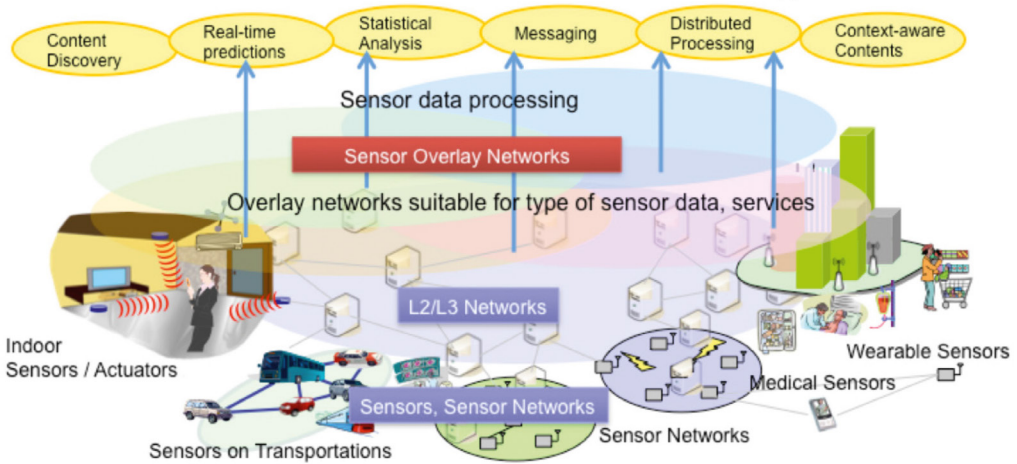 Content
Discovery
Real-time
predictions
Statistical
Analysis
Messaging
Distributed
Processing
Context-aware
Contents
Sensor data processing
Sensor Overlay Networks
Overlay networks suitable for type of sensor data, services
L2/L3 Networks
Indoor
Sensors / Actuators
Wearable Sensors
Medical Sensors
Sensors, Sensor Networks
Sensor Networks
Sensors on Transportations